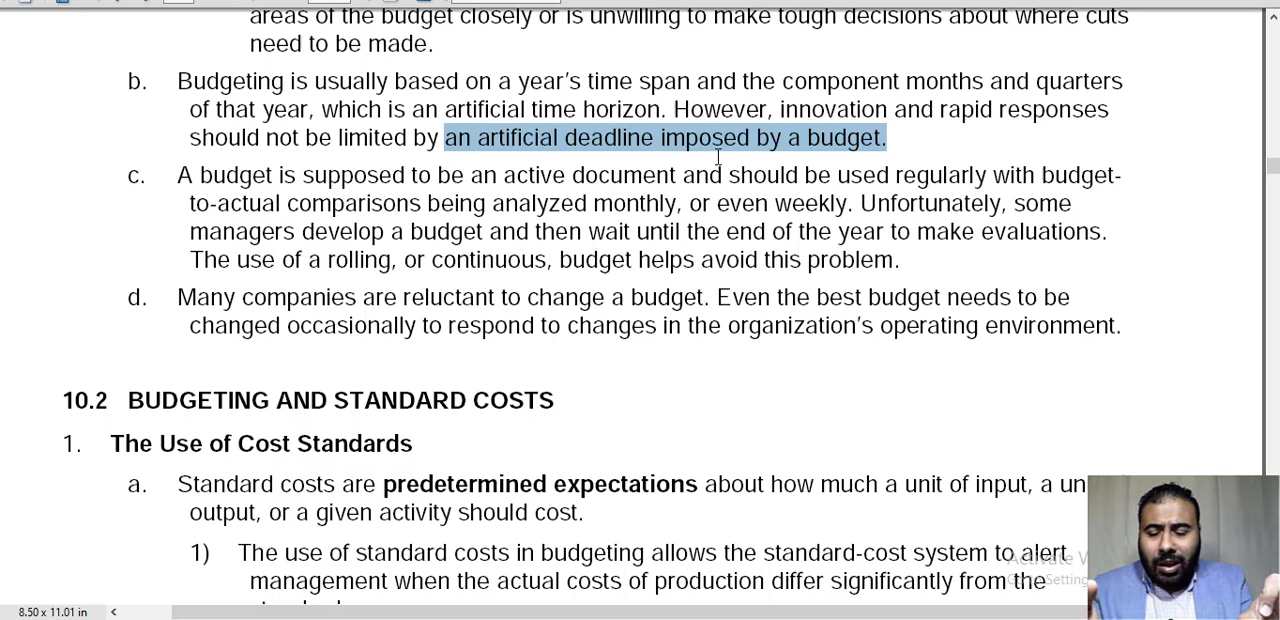 areas of the budget closely or is unwilling to make tough decisions about where cuts
need to be made.
b. Budgeting is usually based on a year's time span and the component months and quarters
of that year, which is an artificial time horizon. However, innovation and rapid responses
should not be limited by an artificial deadline imposed by a budget.
c. A budget is supposed to be an active document and should be used regularly with budget-
to-actual comparisons being analyzed monthly, or even weekly. Unfortunately, some
managers develop a budget and then wait until the end of the year to make evaluations.
The use of a rolling, or continuous, budget helps avoid this problem.
d. Many companies are reluctant to change a budget. Even the best budget needs to be
changed occasionally to respond to changes in the organization's operating environment.
10.2 BUDGETING AND STANDARD COSTS
1. The Use of Cost Standards
a. Standard costs are predetermined expectations about how much a unit of input, a un
output, or a given activity should cost.
1) The use of standard costs in budgeting allows the standard-cost system to alert
management when the actual costs of production differ significantly from the
Activate
8.50 x 11.01 in